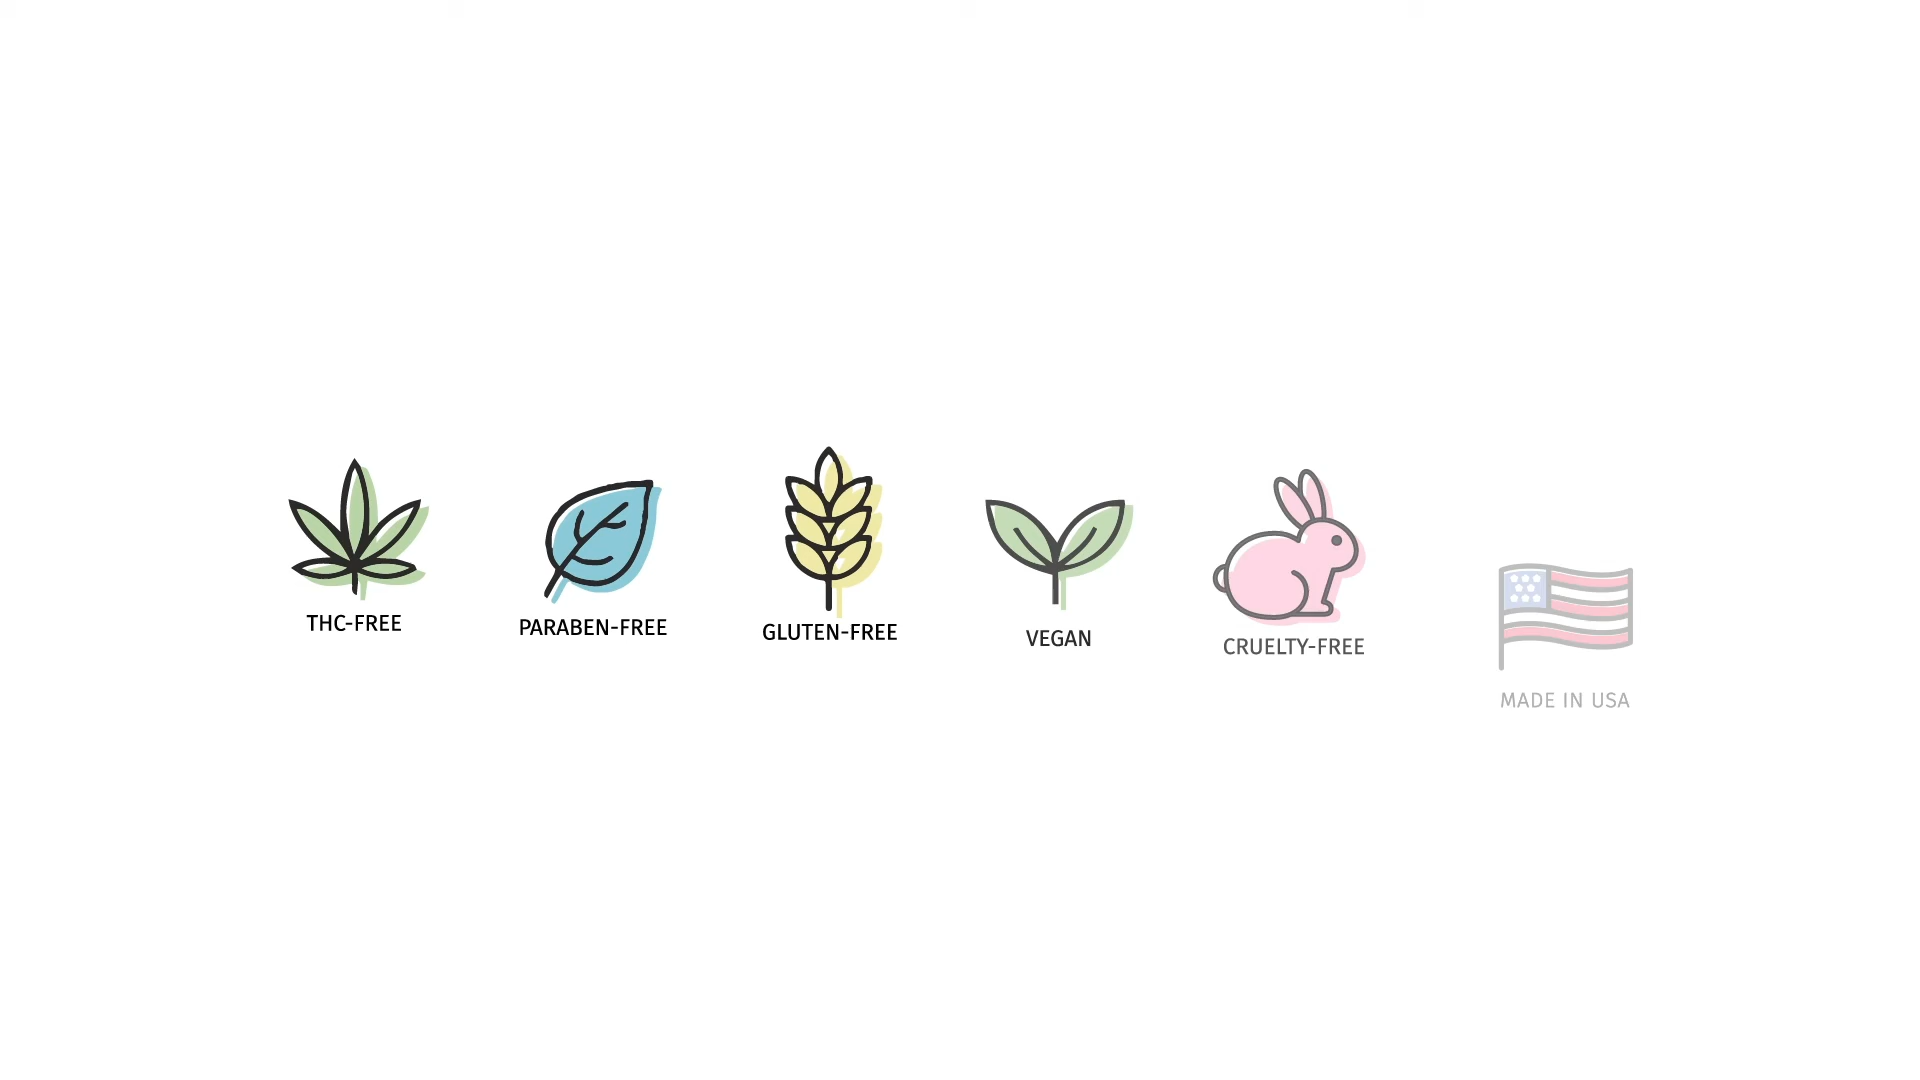 THC-FREE
PARABEN-FREE
GLUTEN-FREE
VEGAN
CRUELTY-FREE
MADE IN USA